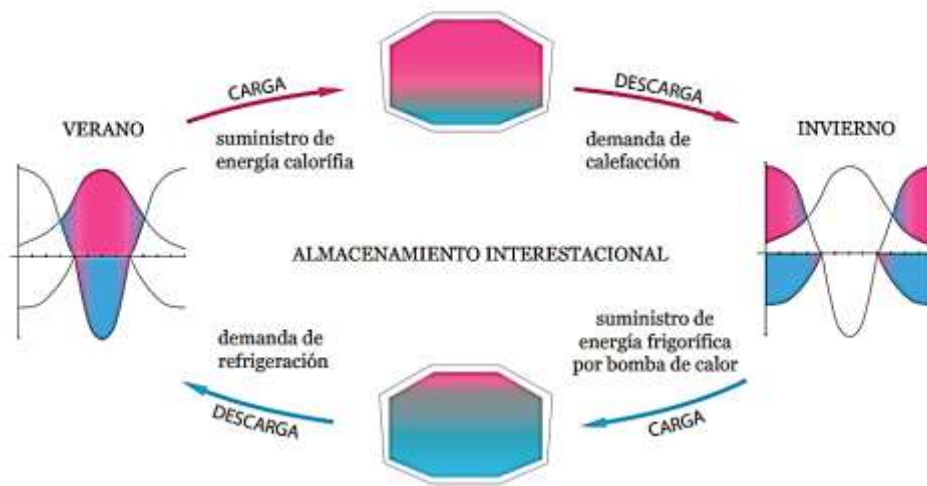 CARGA
DESCARGA
VERANO
INVIERNO
suministro de
energía calorífia
demanda de
calefacción
ALMACENAMIENTO INTERESTACIONAL
demanda de
refrigeración
suministro de
energía frigorífica
por bomba de calor
DESCARGA
CARGA